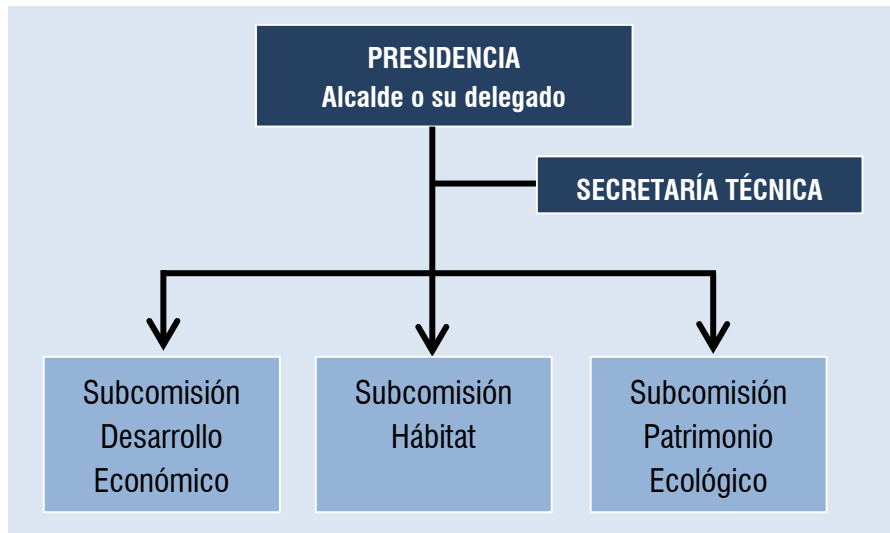 PRESIDENCIA
Alcalde o su delegado
SECRETARÍA TÉCNICA
Subcomisión
Desarrollo
Económico
Subcomisión
Hábitat
Subcomisión
Patrimonio
Ecológico